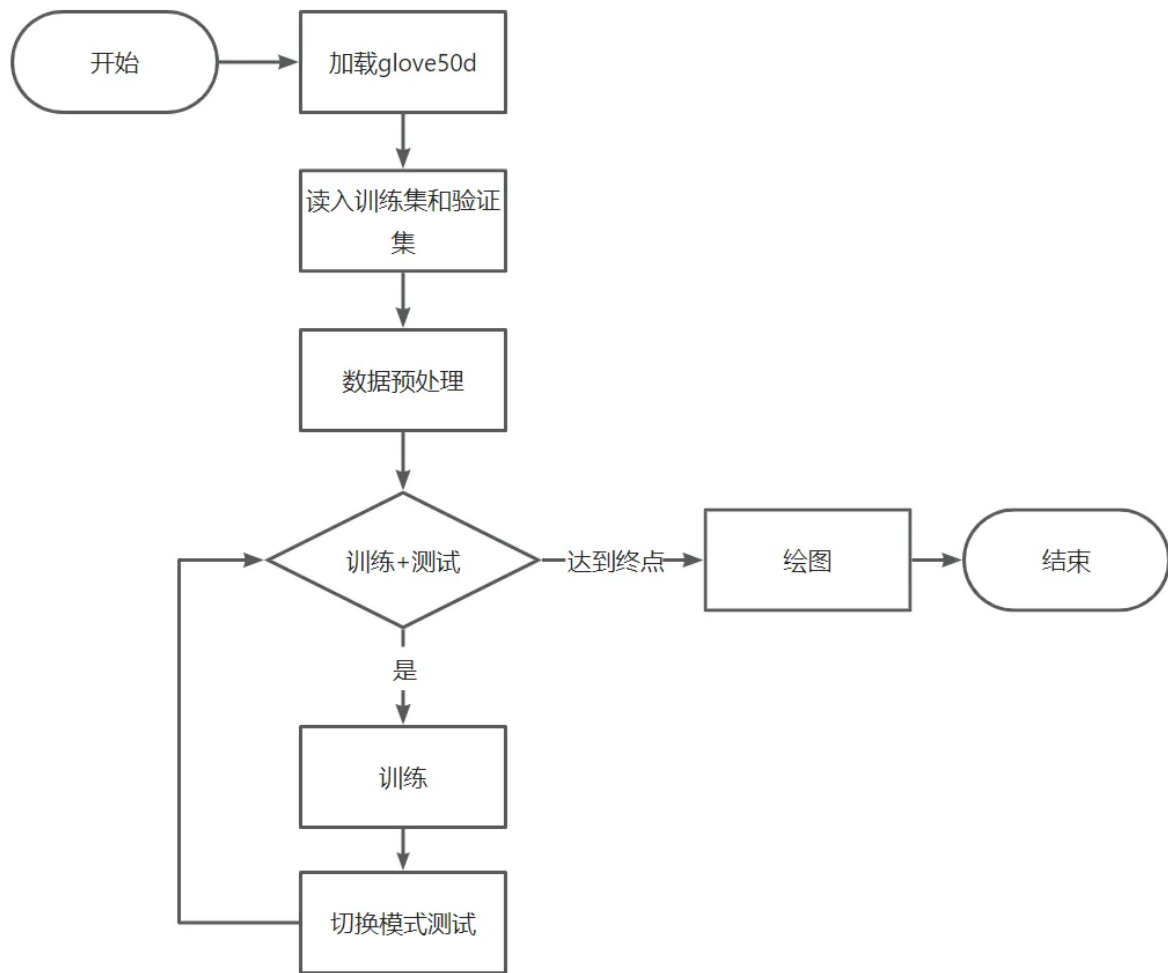 开始
加载glove50d
读入训练集和验证
集
数据预处理
训练+测试
达到终点
绘图
结束
是
训练
切换模式测试